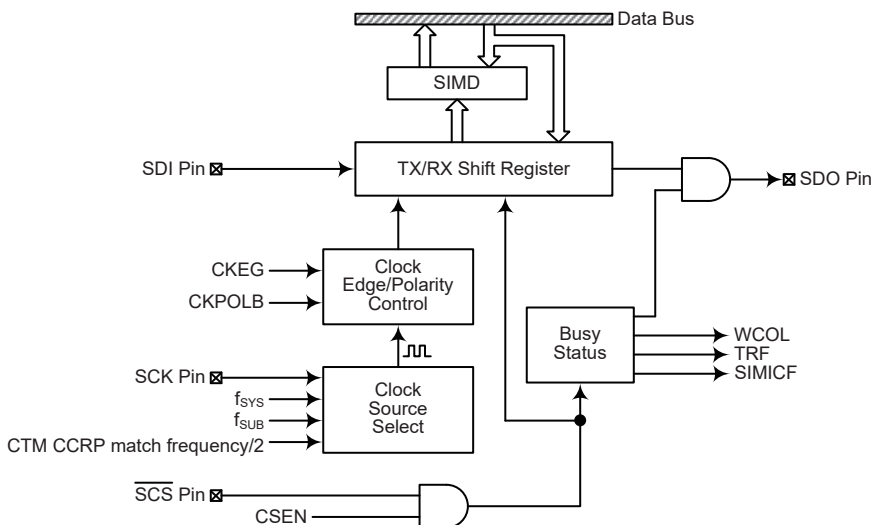 Data Bus
SIMD
SDI Pin
TX/RX Shift Register
SDO Pin
CKEG
CKPOLB
Clock
Edge/Polarity
Control
Busy
Status
WCOL
TRF
SIMICF
SCK Pin
fSYS
fSUB
CTM CCRP match frequency/2
Clock
Source
Select
SCS Pin
CSEN